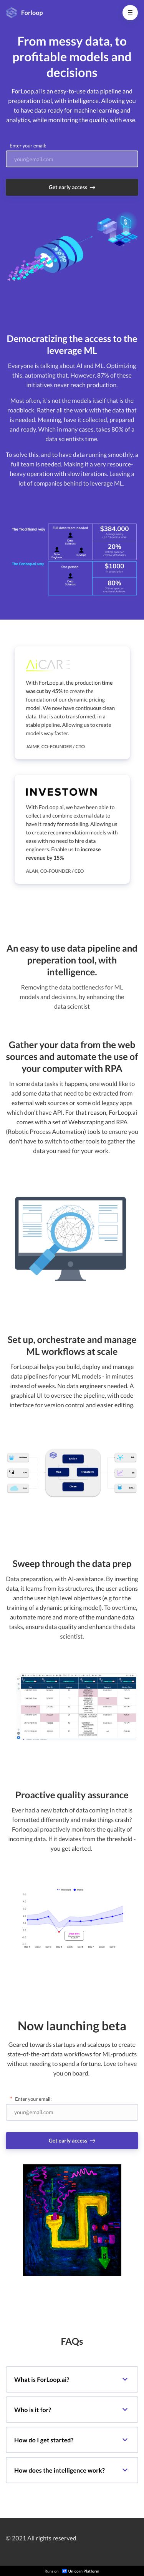 Forloop
From messy data, to
profitable models and
decisions
ForLoop.ai is an easy-to-use data pipeline and
preperation tool, with intelligence. Allowing you
to have data ready for machine learning and
analytics, while monitoring the quality, with ease.
Enter your email:
your@email.com
Get early access →
Democratizing the access to the
leverage ML
Everyone is talking about AI and ML. Optimizing
this, automating that. However, 87% of these
initiatives never reach production.
Most often, it's not the models itself that is the
roadblock. Rather all the work with the data that
is needed. Meaning, have it collected, prepared
and ready. Which in many cases, takes 80% of a
data scientists time.
To solve this, and to have data running smoothly, a
full team is needed. Making it a very resource-
heavy operation with slow iterations. Leaving a
lot of companies behind to leverage ML.
The Traditional way
Full data-team needed
$384.000
20%
The Forloop.ai way
One person
$1000
80%
AiCARE
With ForLoop.ai, the production time
was cut by 45% to create the
foundation of our dynamic pricing
model. We now have continuous clean
data, that is auto transformed, in a
stable pipeline. Allowing us to create
models way faster.
JAIME, CO-FOUNDER / CTO
INVESTOWN
With ForLoop.ai, we have been able to
collect and combine external data to
have it ready for modelling. Allowing us
to create recommendation models with
ease with no need to hire data
engineers. Enable us to increase
revenue by 15%
ALAN, CO-FOUNDER / CEO
An easy to use data pipeline and
preperation tool, with
intelligence.
Removing the data bottlenecks for ML
models and decisions, by enhancing the
data scientist
Gather your data from the web
sources and automate the use of
your computer with RPA
In some data tasks it happens, one would like to
add some data that need to be extracted from
external web sources or old legacy apps
which don't have API. For that reason, ForLoop.ai
comes with a set of Webscraping and RPA
(Robotic Process Automation) tools to ensure you
don't have to switch to other tools to gather the
data you need for your work.
Set up, orchestrate and manage
ML workflows at scale
ForLoop.ai helps you build, deploy and manage
data pipelines for your ML models - in minutes
instead of weeks. No data engineers needed. A
graphical UI to oversee the pipeline, with code
interface for version control and easier editing.
Enrich
Map
Transform
Clean
Sweep through the data prep
Data preparation, with AI-assistance. By inserting
data, it learns from its structures, the user actions
and the user high level objective(s) (e.g for the
training of a dynamic pricing model). To overtime,
automate more and more of the mundane data
tasks, ensure data quality and enhance the data
scientist.
Proactive quality assurance
Ever had a new batch of data coming in that is
formatted differently and make tasks crash?
ForLoop.ai proactively monitors the quality of
incoming data. If it deviates from the threshold -
you get alerted.
Now launching beta
Geared towards startups and scaleups to create
state-of-the-art data workflows for ML-products
without needing to spend a fortune. Love to have
you on board.
* Enter your email:
your@email.com
Get early access →
FAQs
What is ForLoop.ai?
Who is it for?
How do I get started?
How does the intelligence work?
© 2021 All rights reserved.
Runs on Unicorn Platform